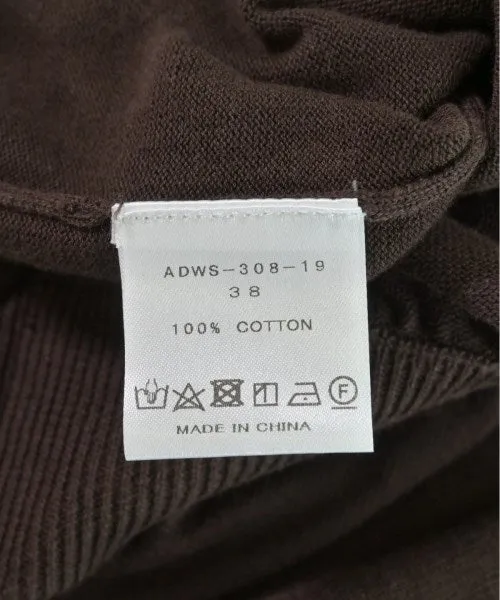 ADWS-308-19
38
100% COTTON
F
MADE IN CHINA